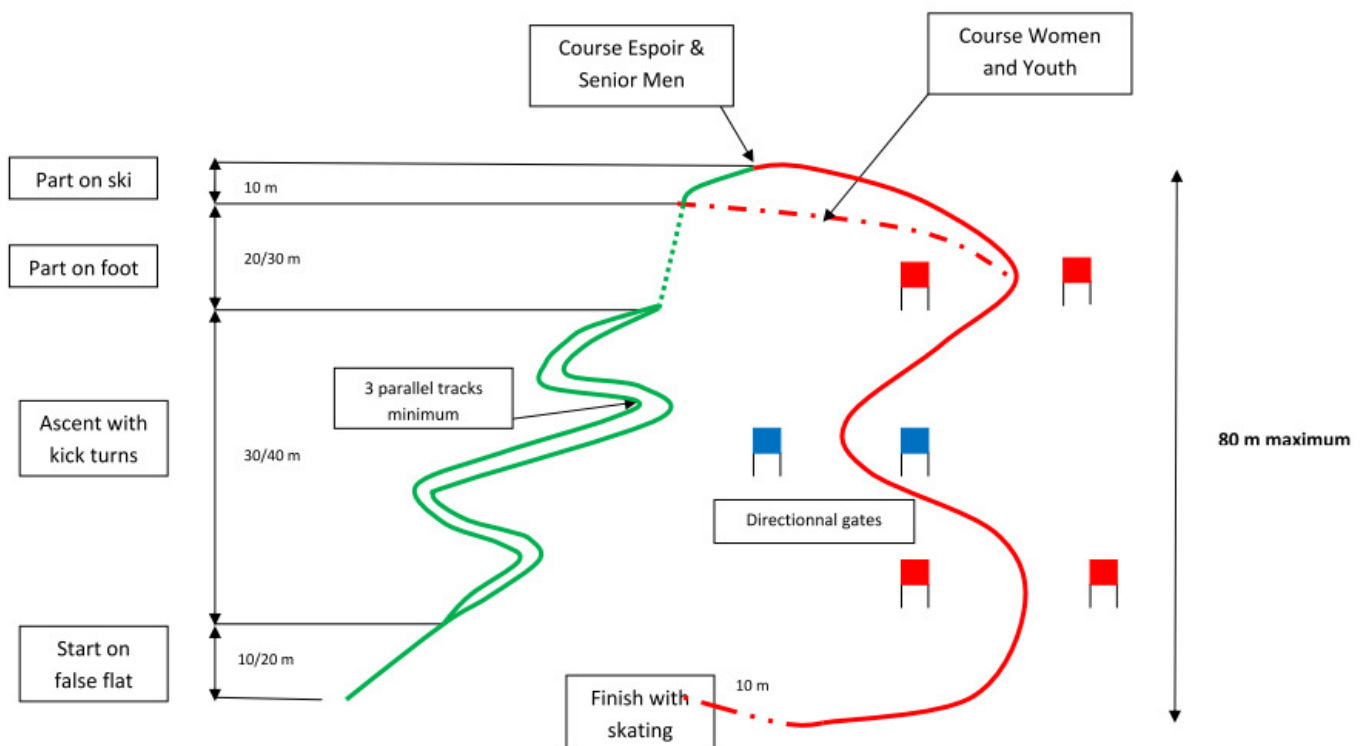 Course Espoir &
Senior Men
Course Women
and Youth
Part on ski
10 m
Part on foot
20/30 m
3 parallel tracks
minimum
Ascent with
kick turns
30/40 m
80 m maximum
Directionnal gates
Start on
false flat
10/20 m
Finish with
skating
10 m